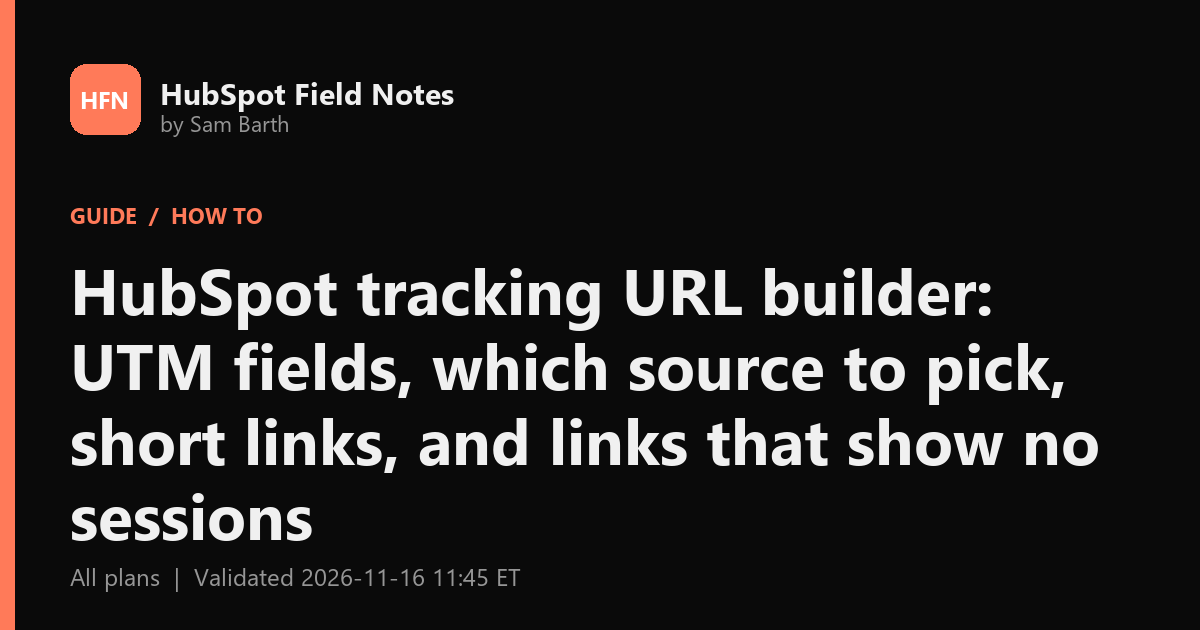 HFN
HubSpot Field Notes
by Sam Barth
GUIDE / HOW TO
HubSpot tracking URL builder:
UTM fields, which source to pick,
short links, and links that show no
sessions
All plans | Validated 2026-11-16 11:45 ET